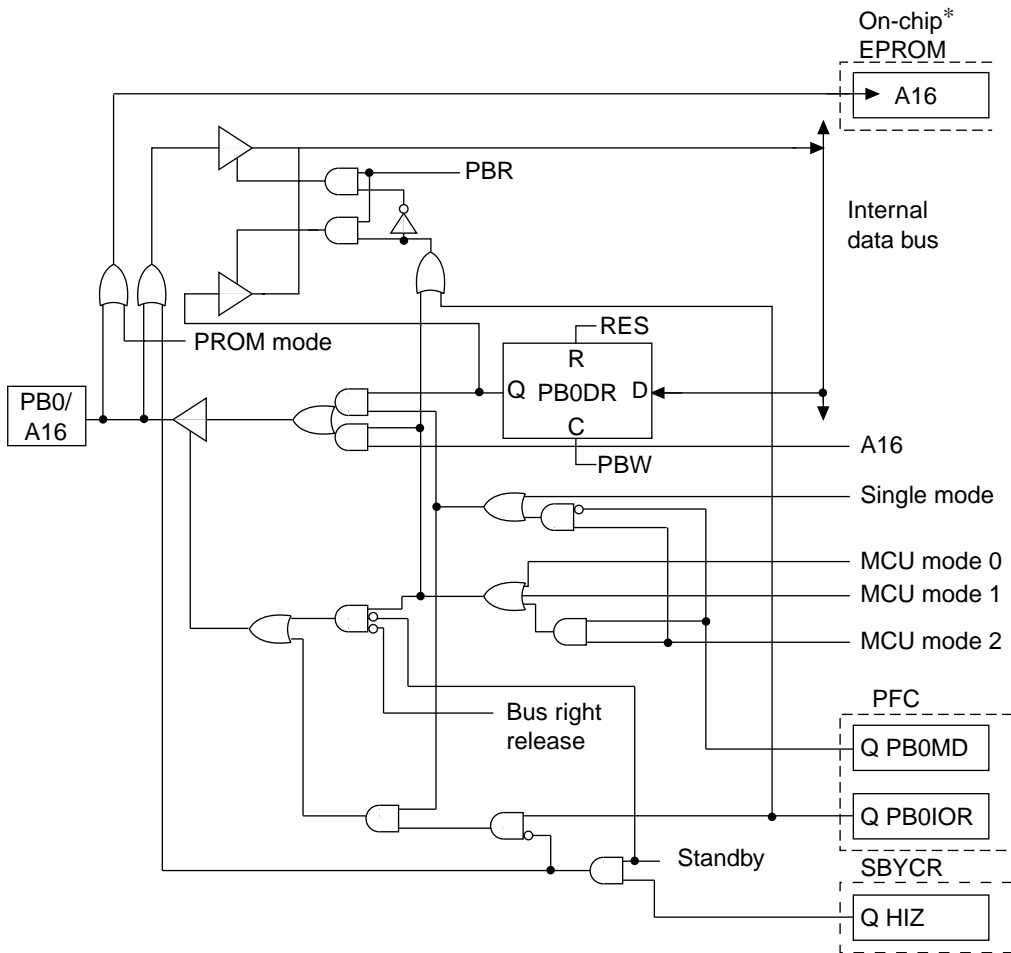 On-chip*
EPROM
A16
PBR
Internal
data bus
PROM mode
RES
R
Q PB0DR D
C
PBW
PB0/
A16
A16
Single mode
MCU mode 0
MCU mode 1
MCU mode 2
Bus right
release
PFC
Q PB0MD
Q PB0IOR
Standby
SBYCR
Q HIZ